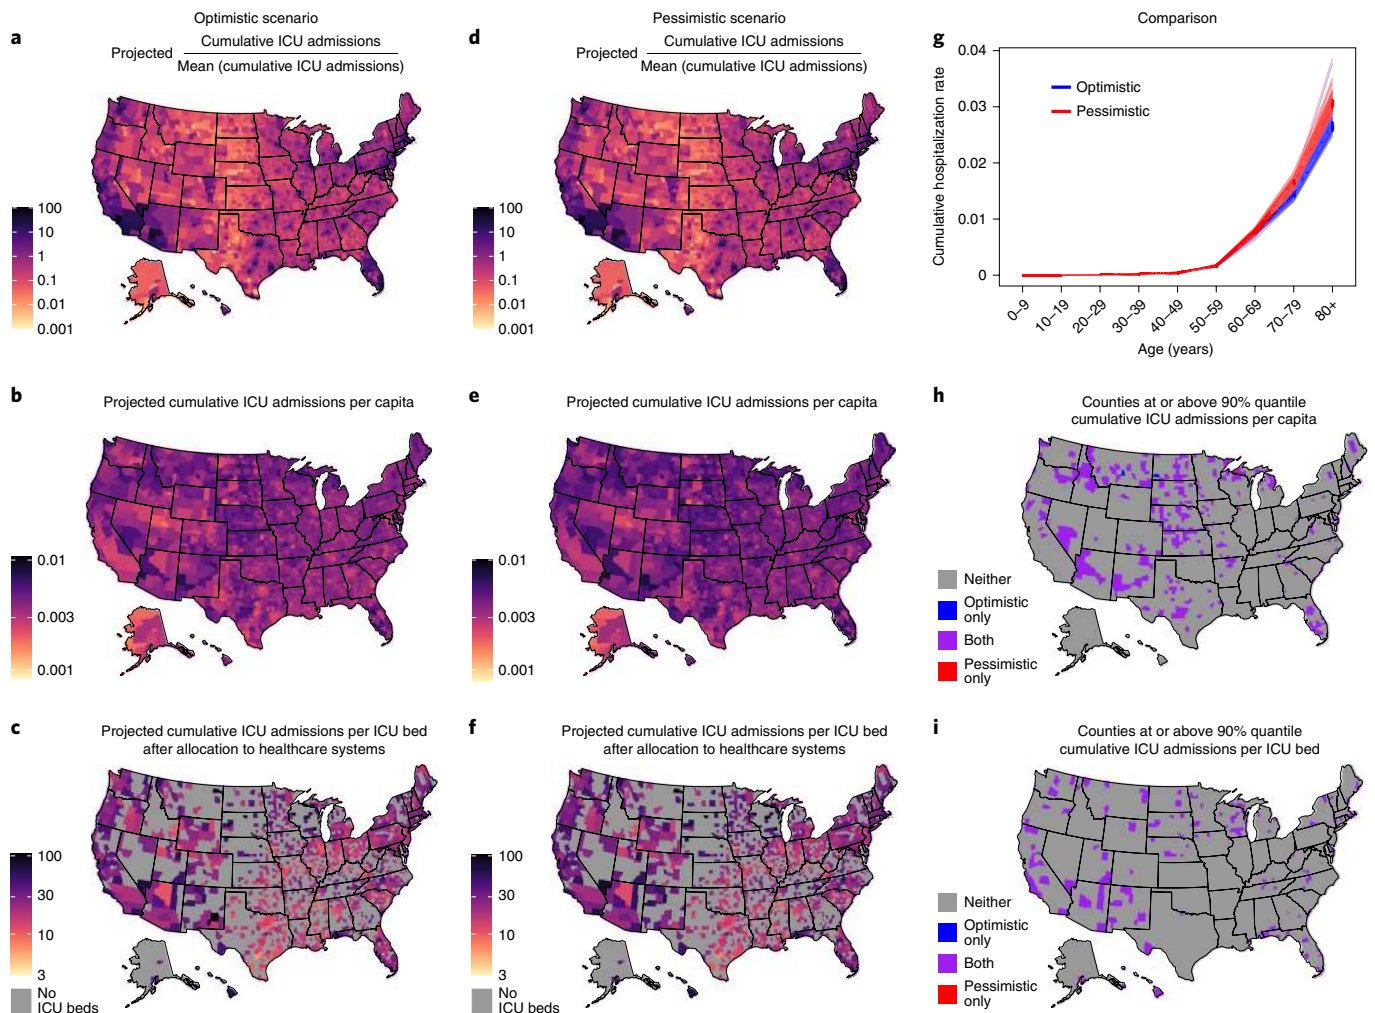 Optimistic scenario
a
Projected
Cumulative ICU admissions
Mean (cumulative ICU admissions)
100
10
1
0.1
0.01
0.001
Pessimistic scenario
d
Projected
Cumulative ICU admissions
Mean (cumulative ICU admissions)
100
10
1
0.1
0.01
0.001
Comparison
g
Cumulative hospitalization rate
0.04
0.03
0.02
0.01
0
Optimistic
Pessimistic
0–9
10–19
20–29
30–39
40–49
50–59
60–69
70–79
80+
Age (years)
b
Projected cumulative ICU admissions per capita
0.01
0.003
0.001
e
Projected cumulative ICU admissions per capita
0.01
0.003
0.001
h
Counties at or above 90% quantile
cumulative ICU admissions per capita
Neither
Optimistic
only
Both
Pessimistic
only
c
Projected cumulative ICU admissions per ICU bed
after allocation to healthcare systems
100
30
10
3
No
ICU beds
f
Projected cumulative ICU admissions per ICU bed
after allocation to healthcare systems
100
30
10
3
No
ICU beds
i
Counties at or above 90% quantile
cumulative ICU admissions per ICU bed
Neither
Optimistic
only
Both
Pessimistic
only